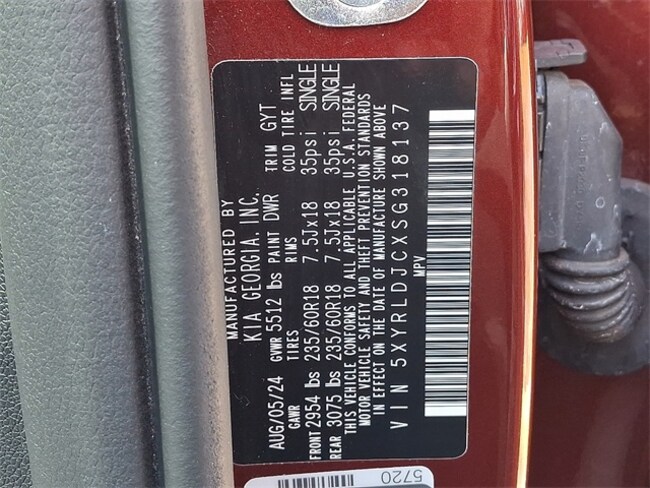 MANUFACTURED BY
KIA GEORGIA, INC.
AUG/05/24 GVWR 5512 lbs PAINT DWR TRIM GYT
GAWR TIRES RIMS COLD TIRE INFL
FRONT 2954 lbs 235/60R18 7.5Jx18 35psi SINGLE
REAR 3075 lbs 235/60R18 7.5Jx18 35psi SINGLE
THIS VEHICLE CONFORMS TO ALL APPLICABLE U.S.A. FEDERAL
MOTOR VEHICLE SAFETY AND THEFT PREVENTION STANDARDS
IN EFFECT ON THE DATE OF MANUFACTURE SHOWN ABOVE
VIN 5XYRLDJCXSG318137
MPV
5720